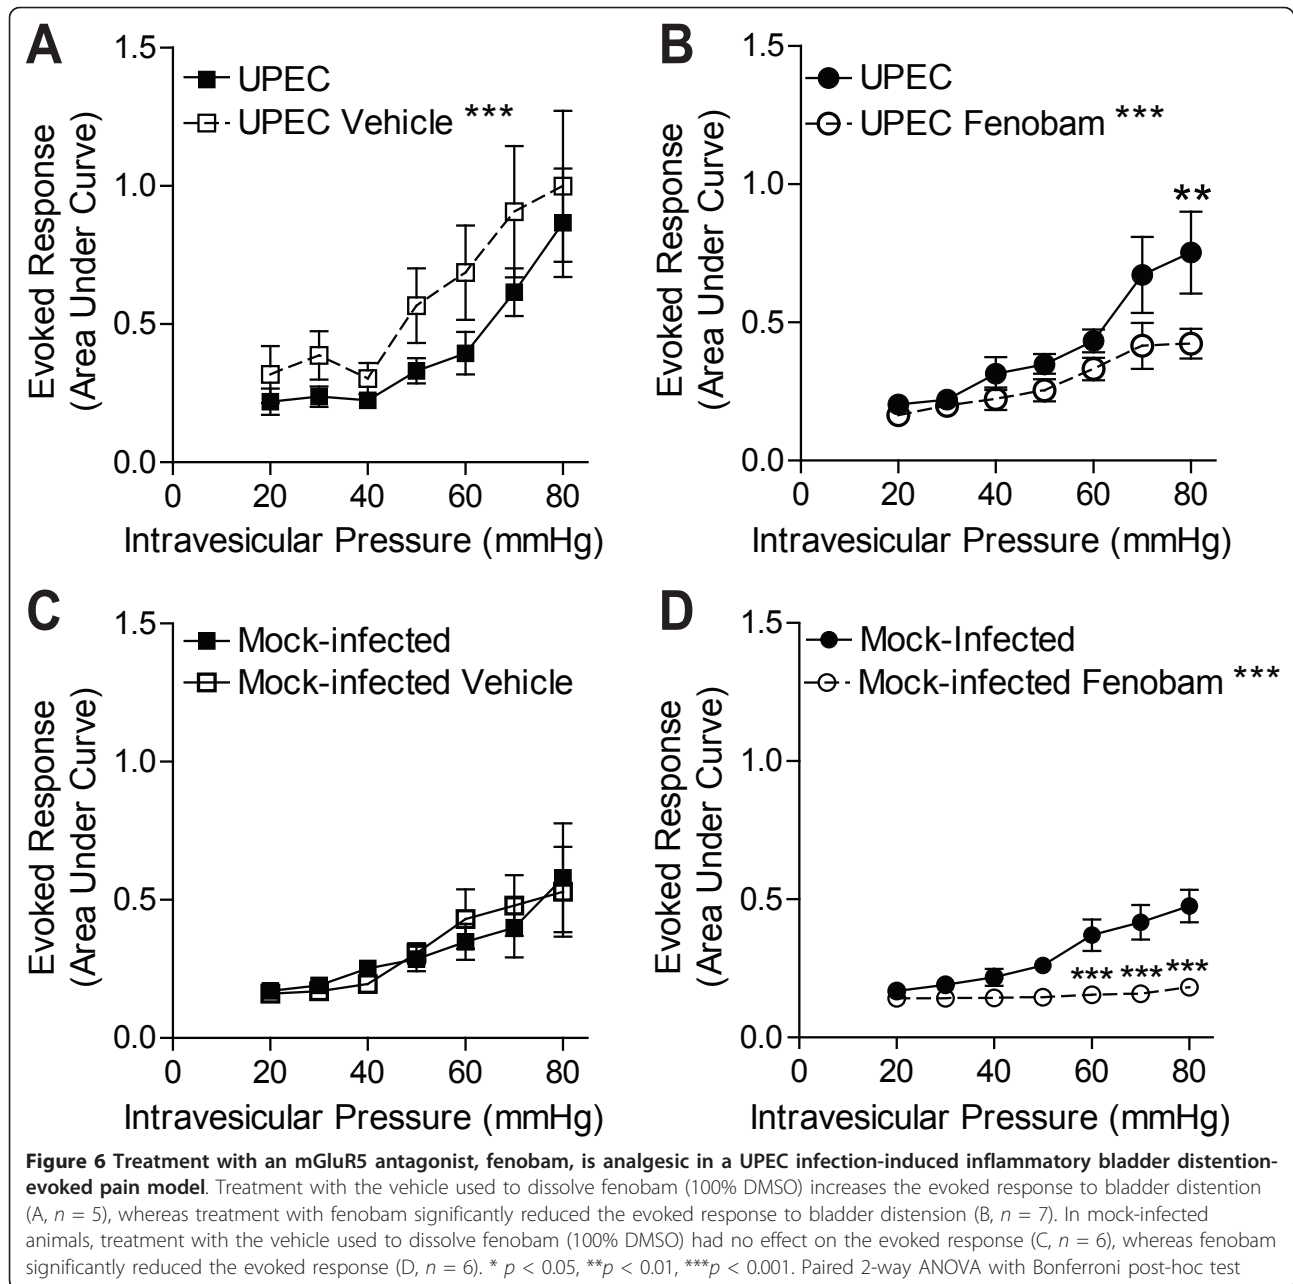 A
1.5
1.0
0.5
0.0
Evoked Response
(Area Under Curve)
UPEC
UPEC Vehicle ***
0 20 40 60 80
Intravesicular Pressure (mmHg)
B
1.5
1.0
0.5
0.0
Evoked Response
(Area Under Curve)
UPEC
UPEC Fenobam ***
**
0 20 40 60 80
Intravesicular Pressure (mmHg)
C
1.5
1.0
0.5
0.0
Evoked Response
(Area Under Curve)
Mock-infected
Mock-infected Vehicle
0 20 40 60 80
Intravesicular Pressure (mmHg)
D
1.5
1.0
0.5
0.0
Evoked Response
(Area Under Curve)
Mock-Infected
Mock-infected Fenobam ***
*** *** ***
0 20 40 60 80
Intravesicular Pressure (mmHg)
Figure 6 Treatment with an mGluR5 antagonist, fenobam, is analgesic in a UPEC infection-induced inflammatory bladder distention-
evoked pain model. Treatment with the vehicle used to dissolve fenobam (100% DMSO) increases the evoked response to bladder distention
(A, n = 5), whereas treatment with fenobam significantly reduced the evoked response to bladder distension (B, n = 7). In mock-infected
animals, treatment with the vehicle used to dissolve fenobam (100% DMSO) had no effect on the evoked response (C, n = 6), whereas fenobam
significantly reduced the evoked response (D, n = 6). * p < 0.05, **p < 0.01, ***p < 0.001. Paired 2-way ANOVA with Bonferroni post-hoc test